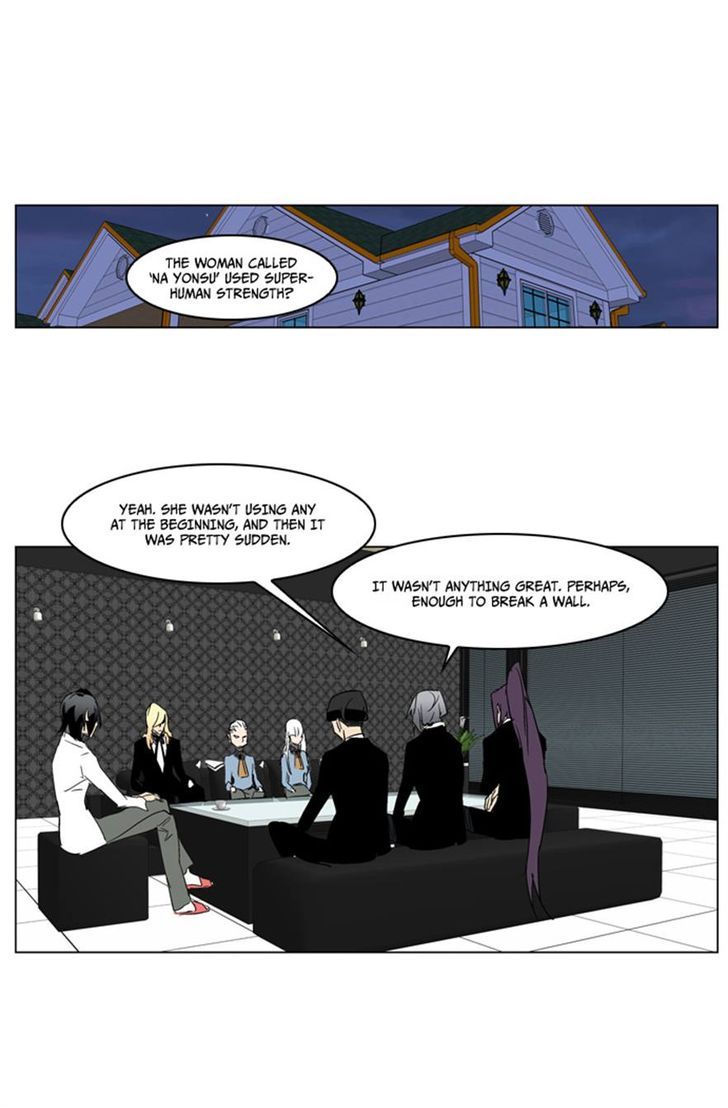 THE WOMAN CALLED
'NA YONSU' USED SUPER-
HUMAN STRENGTH?
YEAH. SHE WASN'T USING ANY
AT THE BEGINNING, AND THEN IT
WAS PRETTY SUDDEN.
IT WASN'T ANYTHING GREAT. PERHAPS,
ENOUGH TO BREAK A WALL.